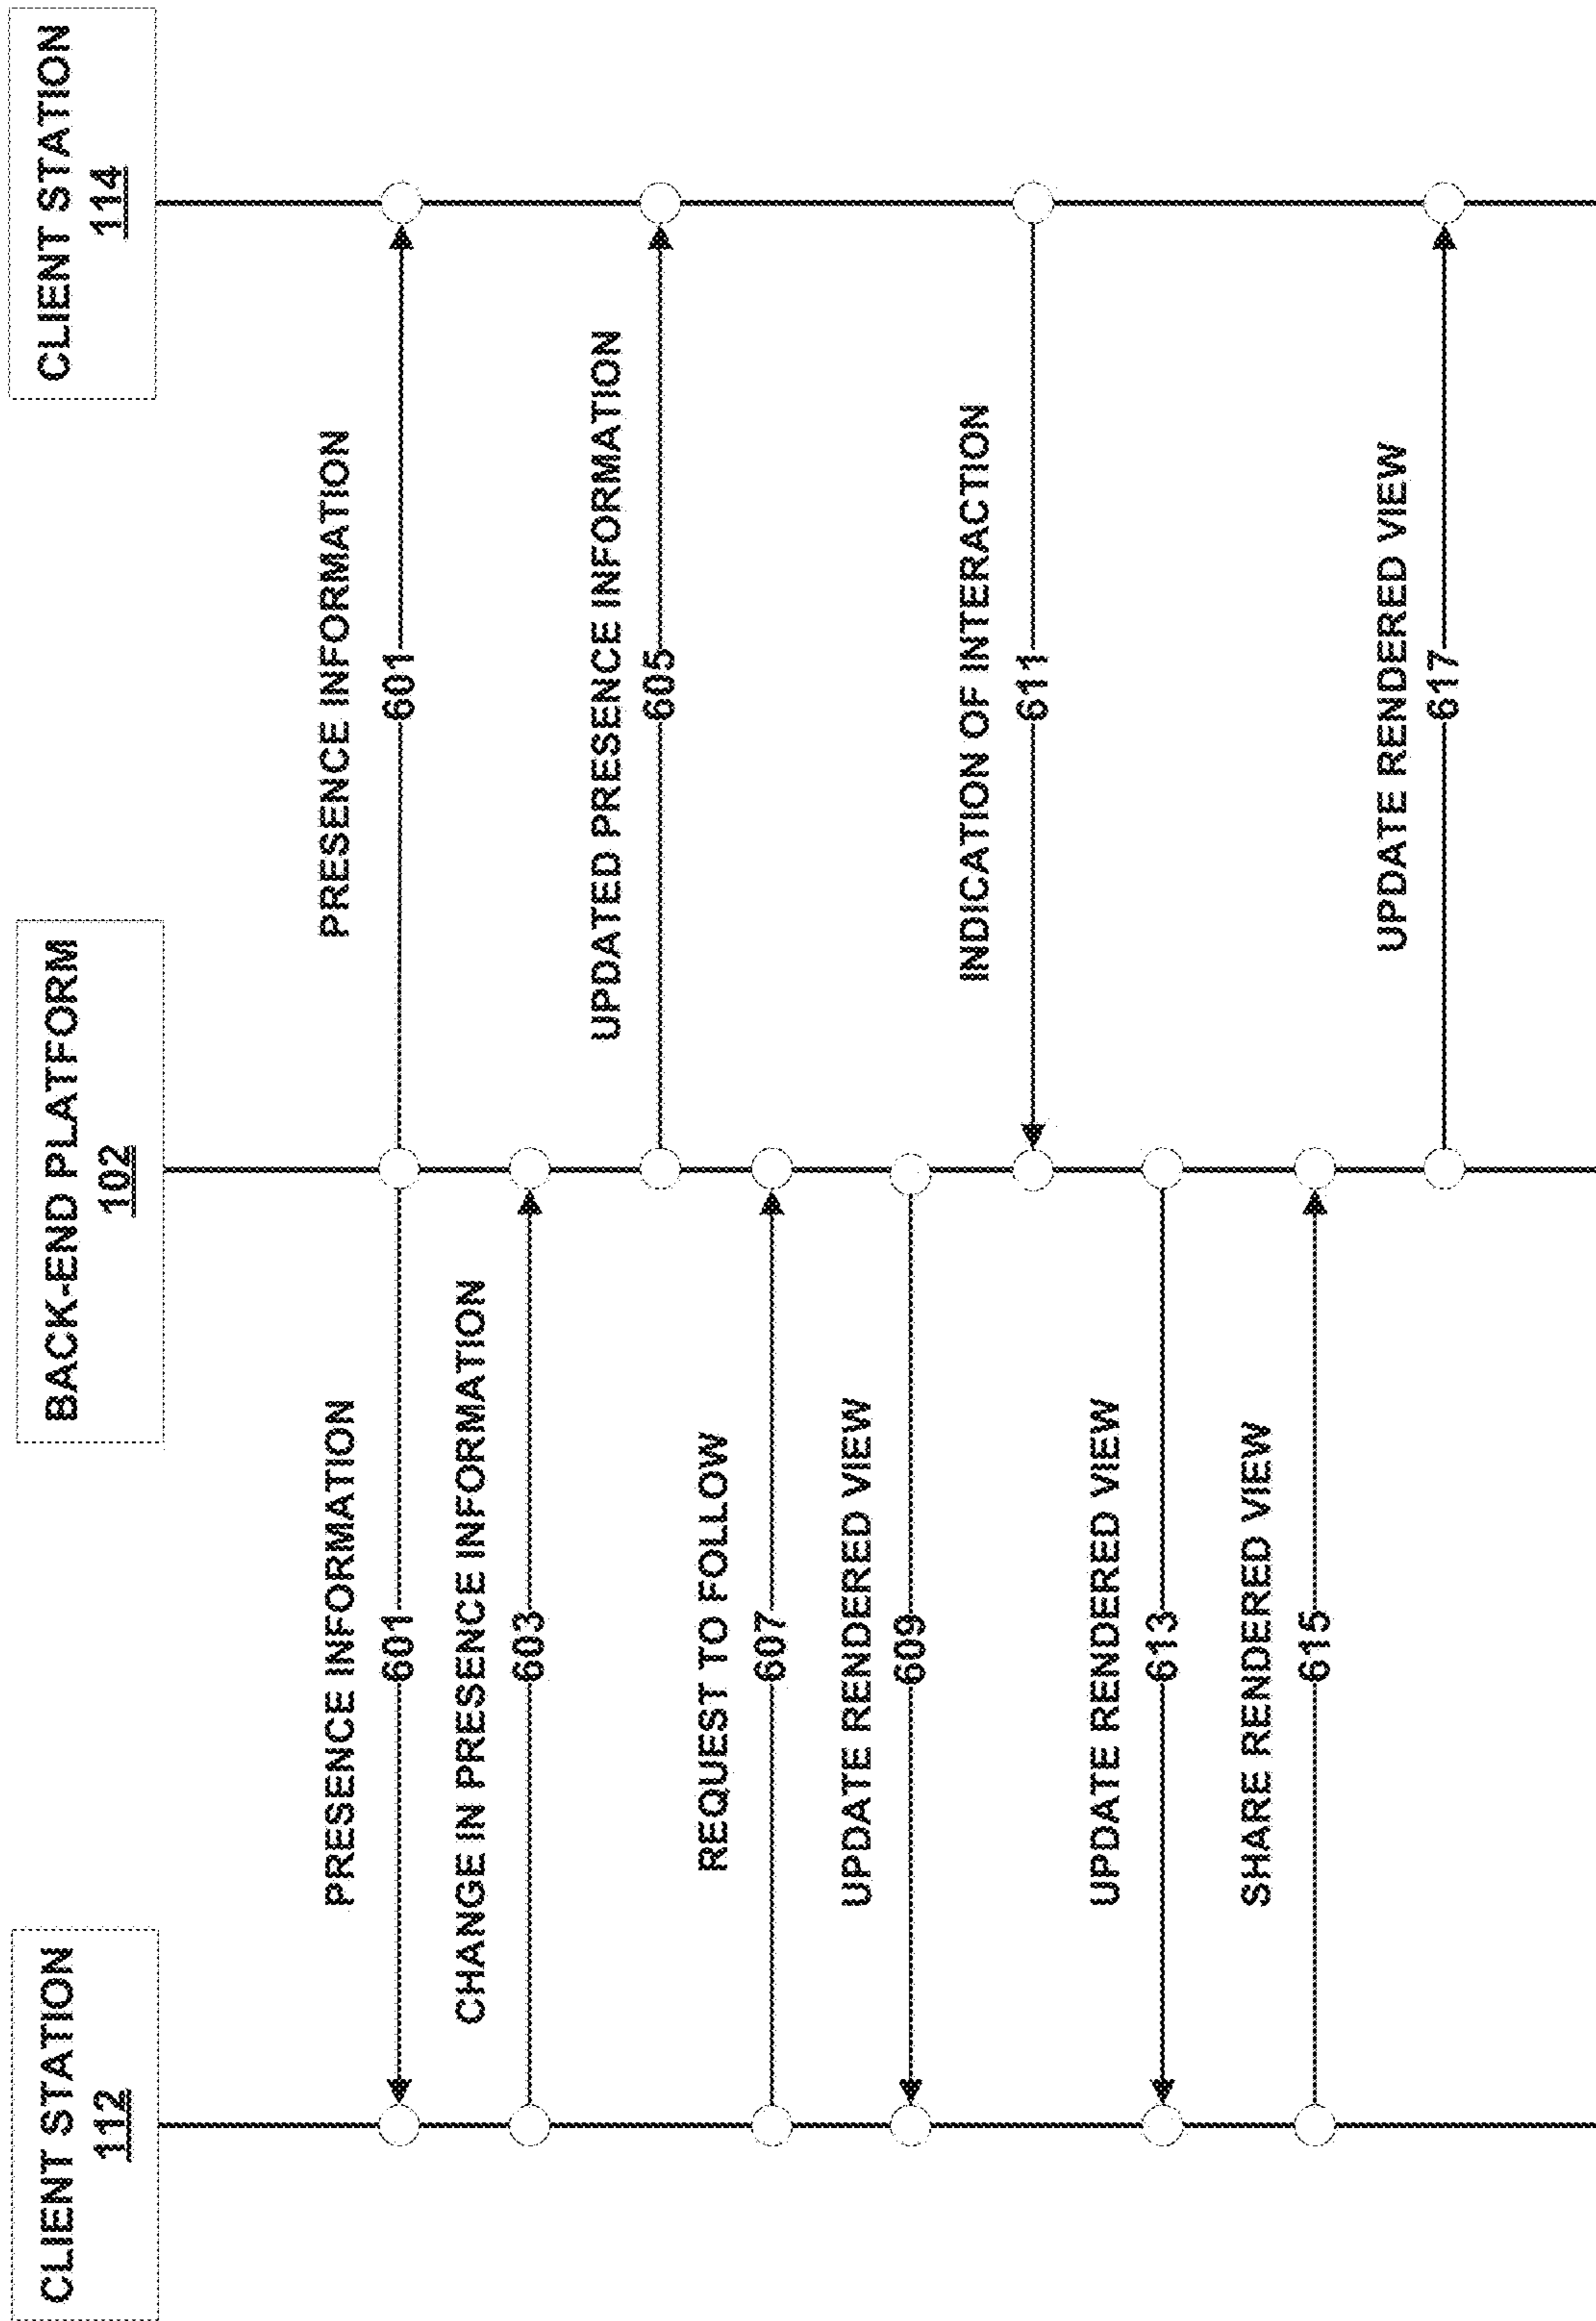 CLIENT STATION
112
BACK-END PLATFORM
102
CLIENT STATION
114
PRESENCE INFORMATION
601
PRESENCE INFORMATION
601
CHANGE IN PRESENCE INFORMATION
603
UPDATED PRESENCE INFORMATION
605
REQUEST TO FOLLOW
607
UPDATE RENDERED VIEW
609
INDICATION OF INTERACTION
611
UPDATE RENDERED VIEW
613
SHARE RENDERED VIEW
615
UPDATE RENDERED VIEW
617